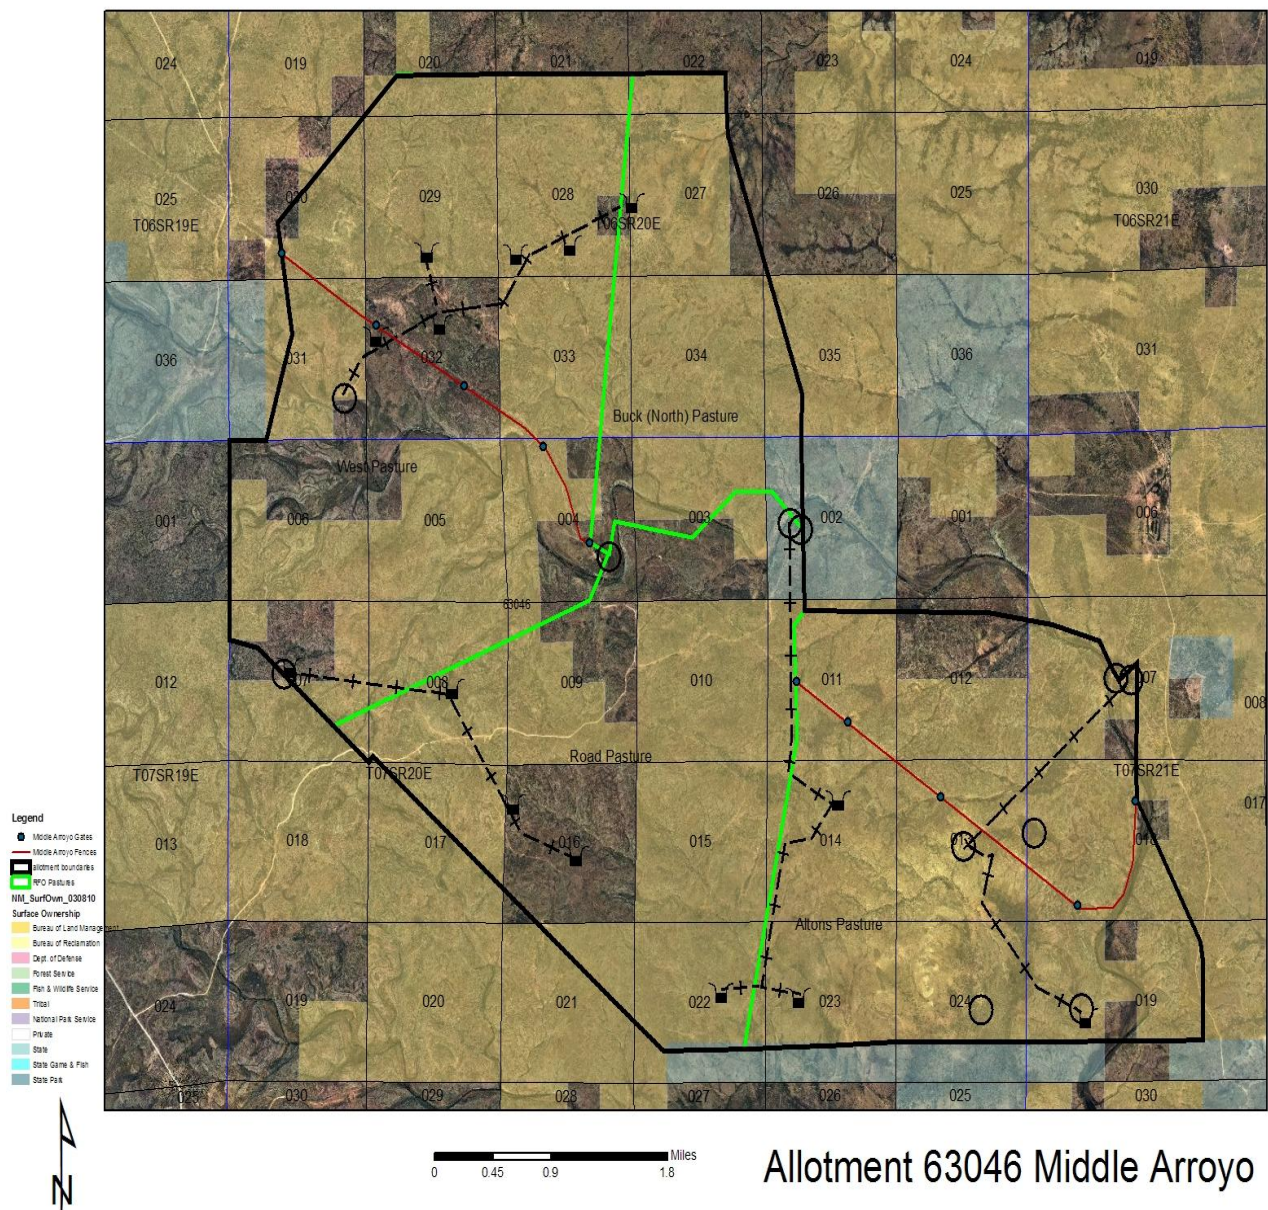 024 019 020 021 022 023 024 019
025 030 029 028 027 026 025 030
T06SR19E T06SR20E T06SR21E
036 031 032 033 034 035 036 031
Buck (North) Pasture
West Pasture
001 006 005 004 003 002 001 006
63046
012 07 008 009 010 011 012 007 008
T07SR19E T07SR20E Road Pasture T07SR21E
017
013 018 017 016 015 014 013 018
Altons Pasture
024 019 020 021 022 023 024 019
025 030 029 028 027 026 025 030
Legend
Middle Arroyo Gates
Middle Arroyo Fences
allotment boundaries
RFO Pastures
NM_SurfOwn_030810
Surface Ownership
Bureau of Land Management
Bureau of Reclamation
Dept. of Defense
Forest Service
Fish & Wildlife Service
Tribal
National Park Service
Private
State
State Game & Fish
State Park
N
Miles
0 0.45 0.9 1.8
Allotment 63046 Middle Arroyo